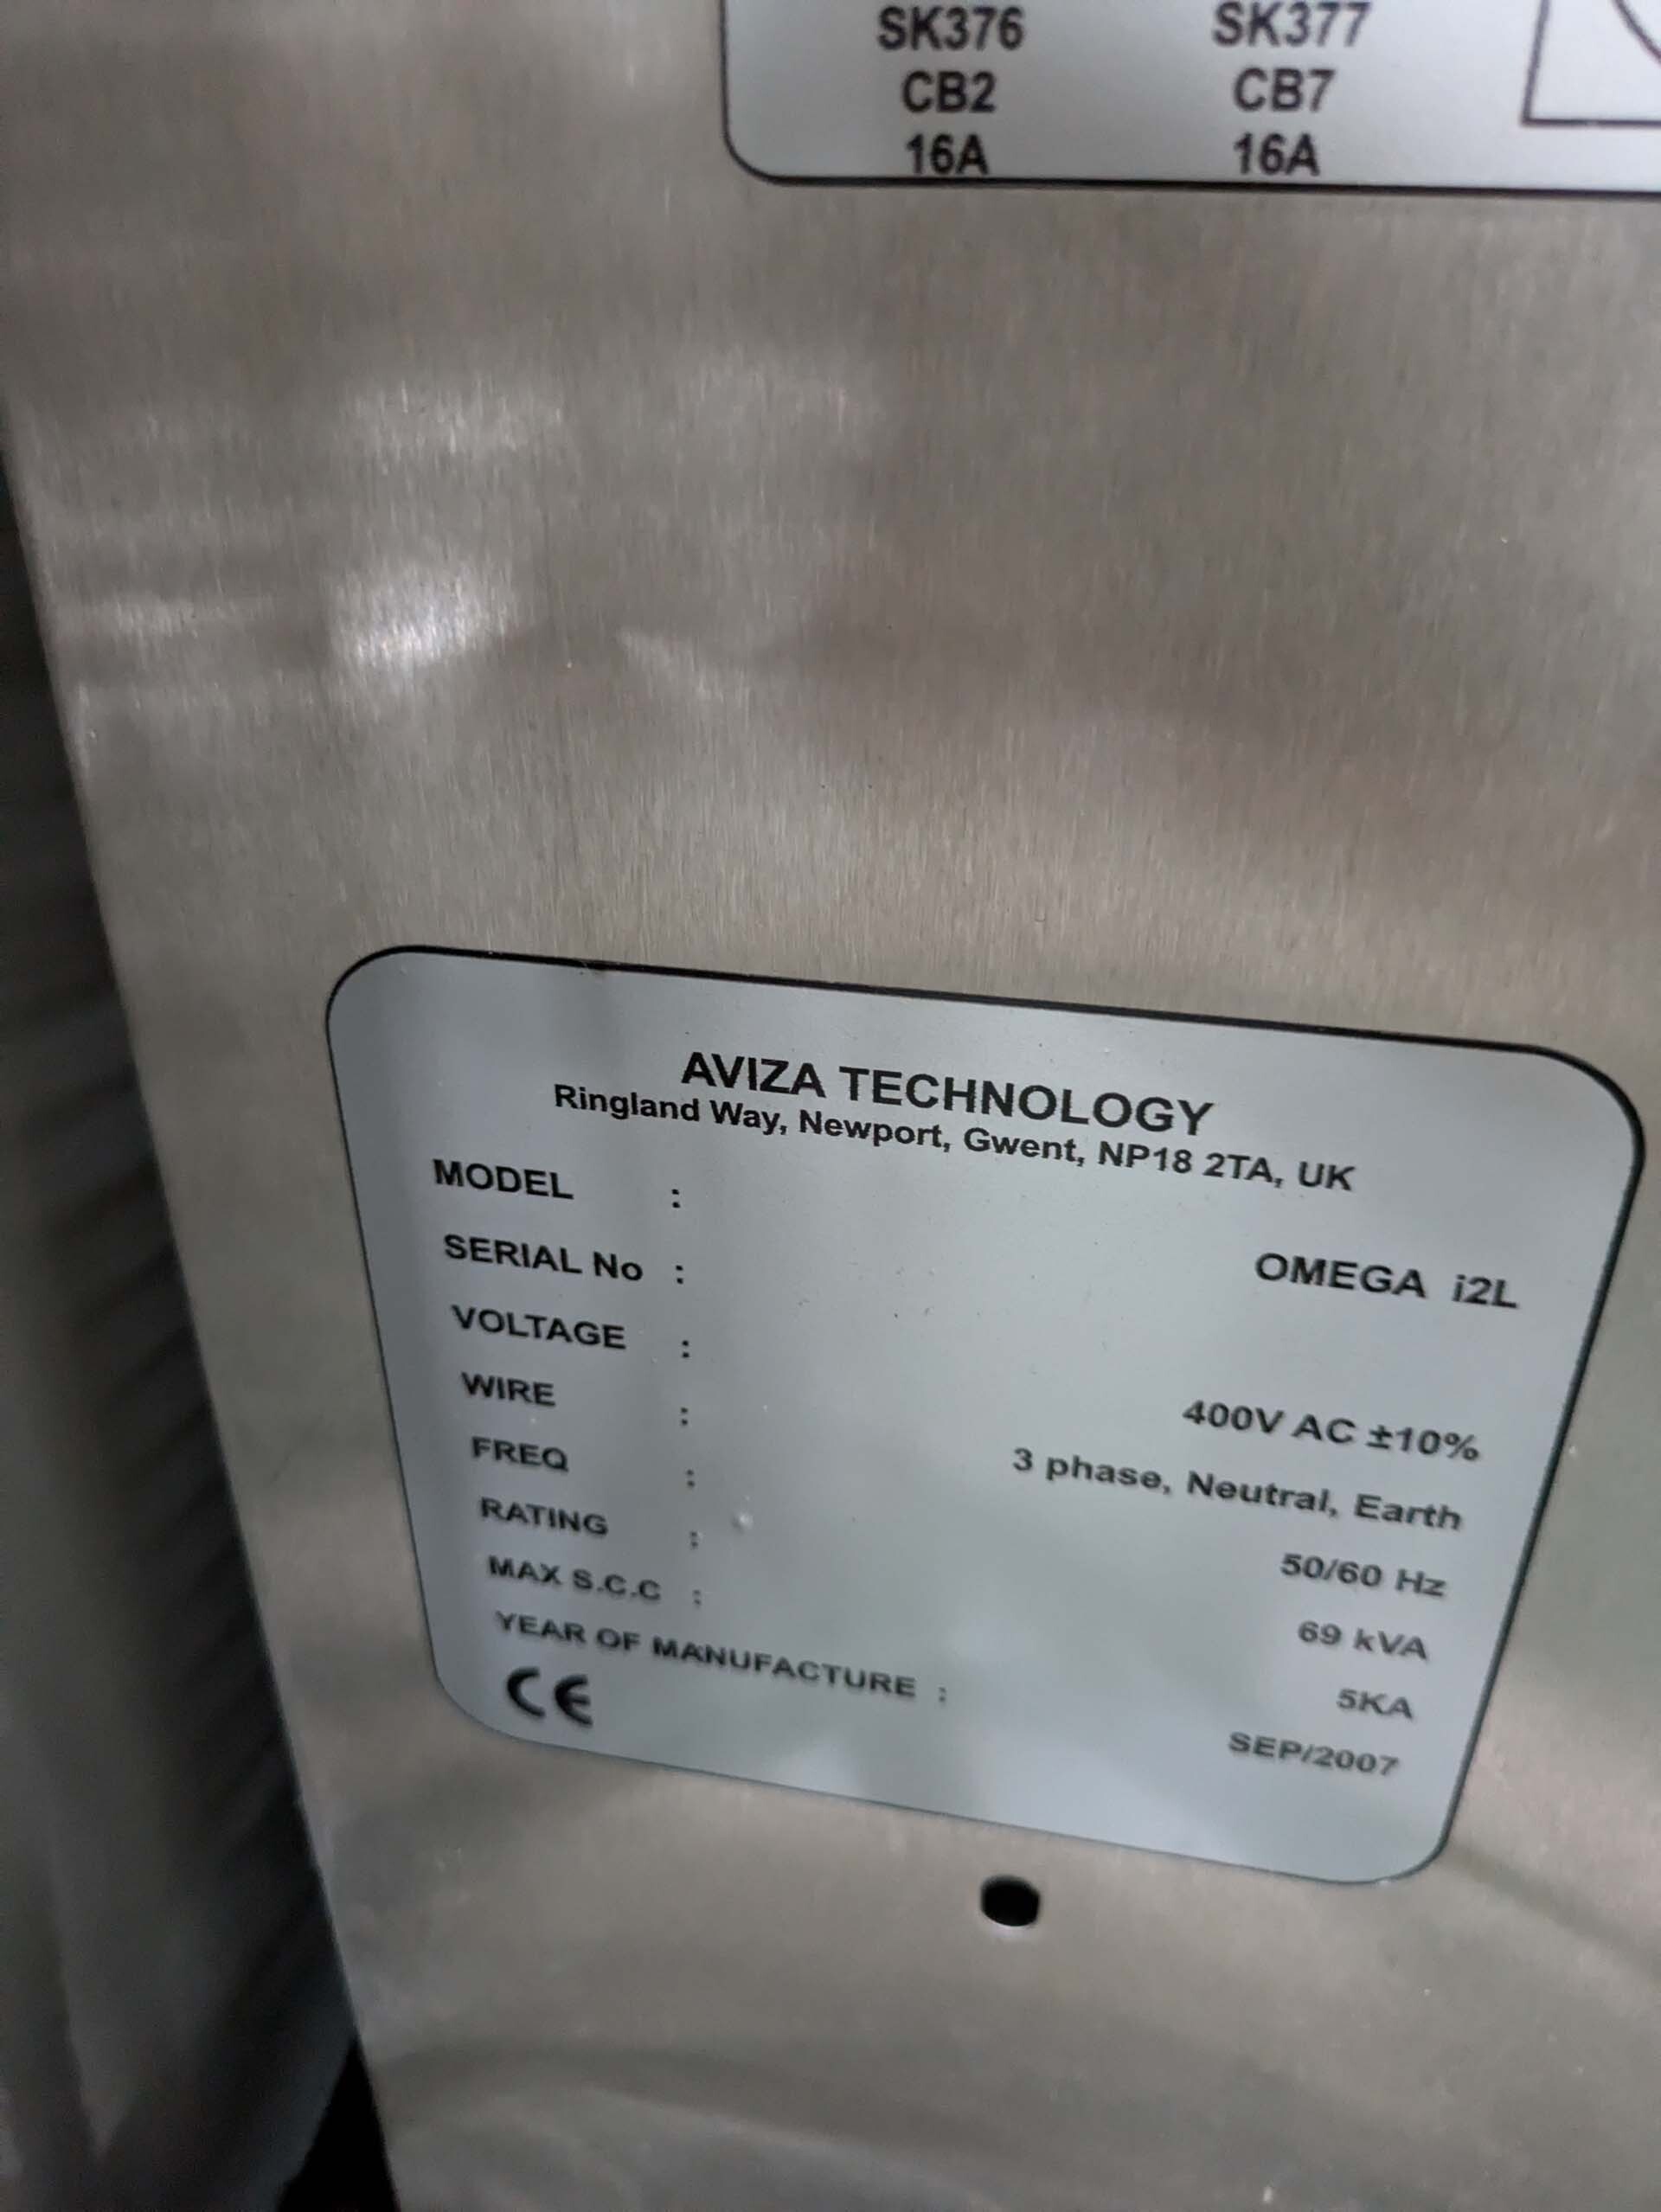 SK376 SK377
CB2 CB7
16A 16A
AVIZA TECHNOLOGY
Ringland Way, Newport, Gwent, NP18 2TA, UK
MODEL : OMEGA i2L
SERIAL No :
VOLTAGE : 400V AC ±10%
WIRE : 3 phase, Neutral, Earth
FREQ : 50/60 Hz
RATING : 69 kVA
MAX S.C.C : 5KA
YEAR OF MANUFACTURE : SEP/2007
CE